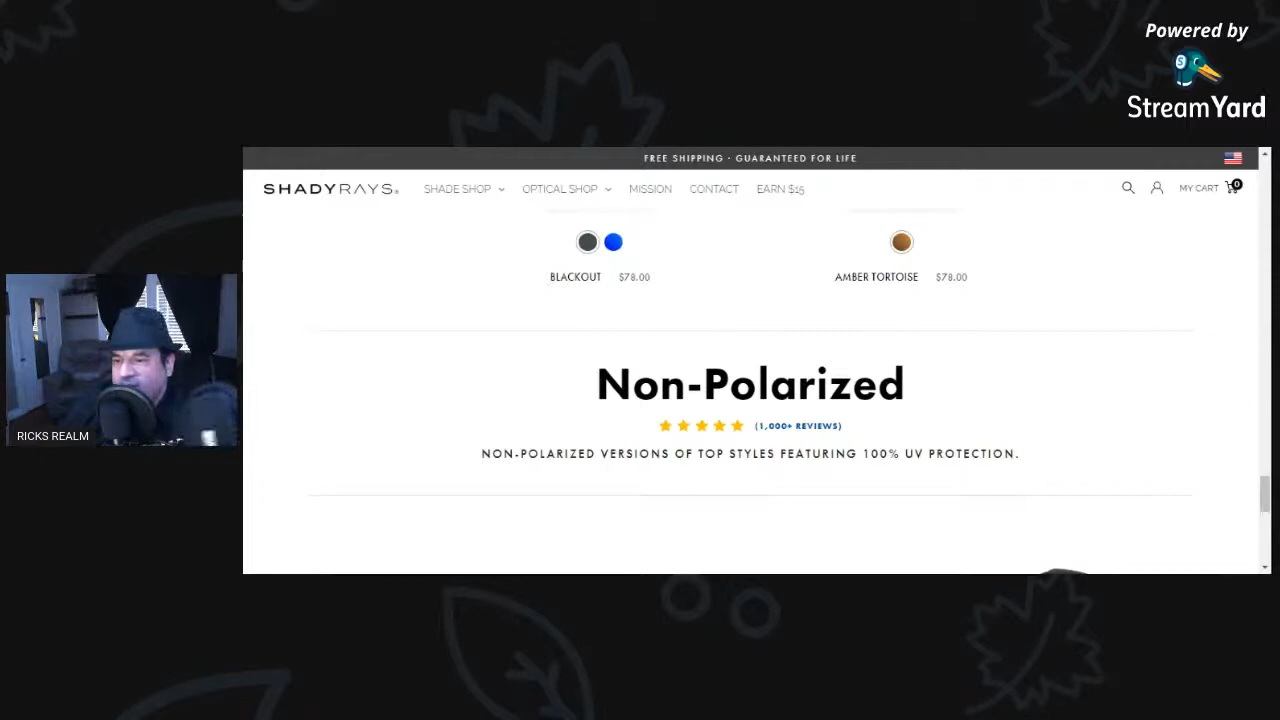 Powered by
StreamYard
FREE SHIPPING - GUARANTEED FOR LIFE
SHADYRAYS® SHADE SHOP OPTICAL SHOP MISSION CONTACT EARN $15 MY CART 0
BLACKOUT $78.00 AMBER TORTOISE $78.00
Non-Polarized
(1,000+ REVIEWS)
NON-POLARIZED VERSIONS OF TOP STYLES FEATURING 100% UV PROTECTION.
RICKS REALM